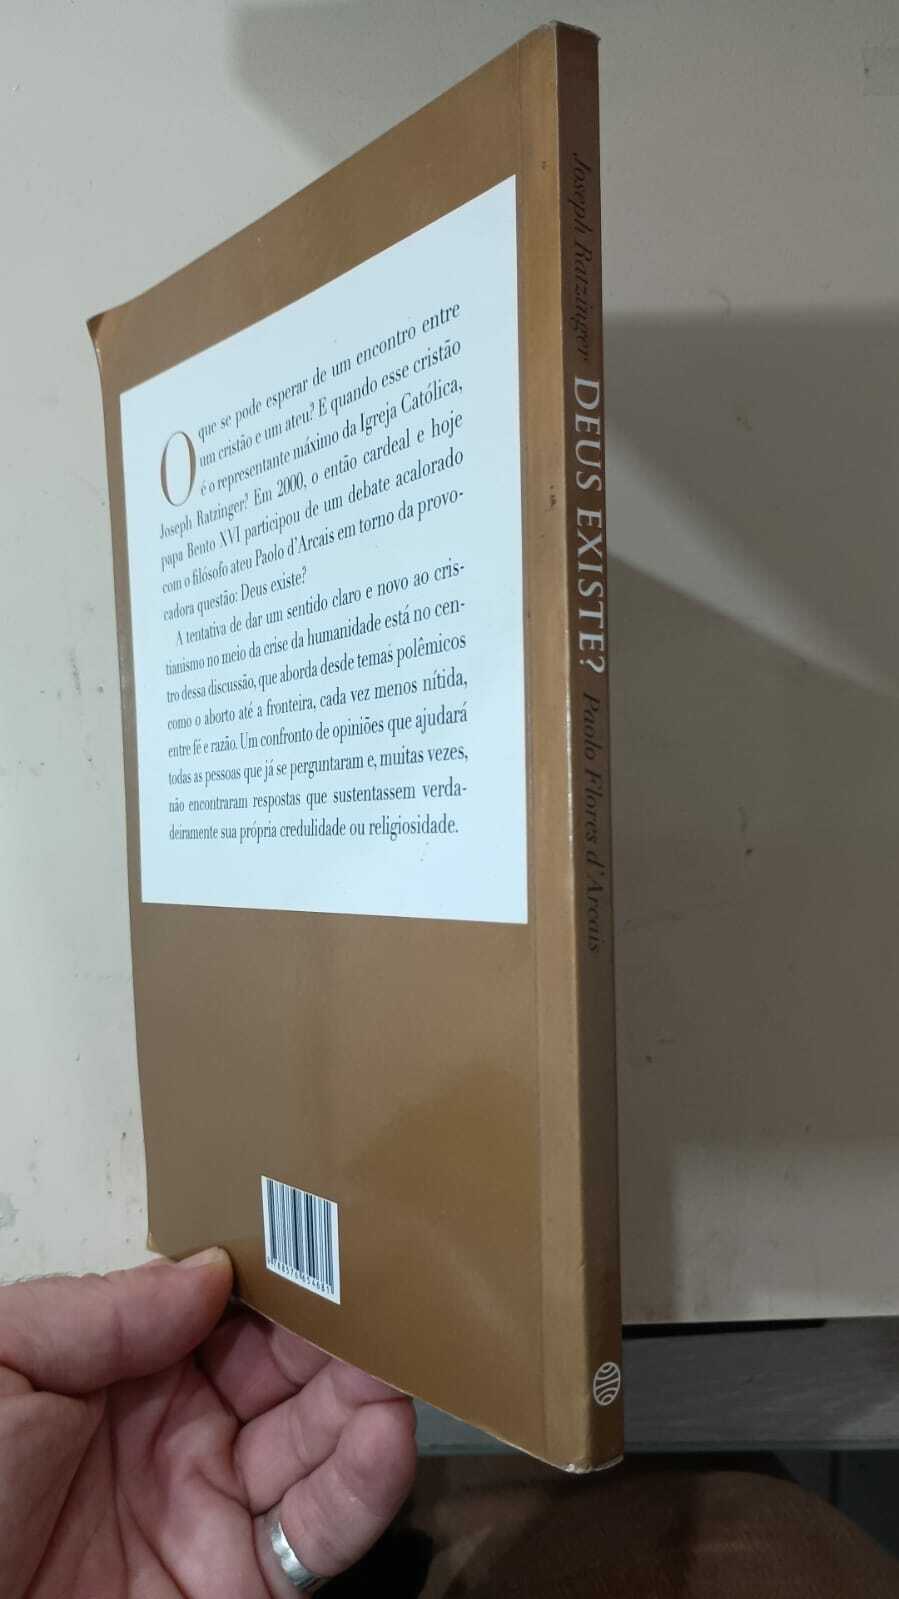 O que se pode esperar de um encontro entre
um cristão e um ateu? E quando esse cristão
é o representante máximo da Igreja Católica,
Joseph Ratzinger? Em 2000, o então cardeal e hoje
papa Bento XVI participou de um debate acalorado
com o filósofo ateu Paolo d'Arcais em torno da provo-
cadora questão: Deus existe?
A tentativa de dar um sentido claro e novo ao cris-
tianismo no meio da crise da humanidade está no cen-
tro dessa discussão, que aborda desde temas polêmicos
como o aborto até a fronteira, cada vez menos nítida,
entre fé e razão. Um confronto de opiniões que ajudará
todas as pessoas que já se perguntaram e, muitas vezes,
não encontraram respostas que sustentassem verda-
deiramente sua própria credulidade ou religiosidade.
Joseph Ratzinger DEUS EXISTE? Paolo Flores d'Arcais